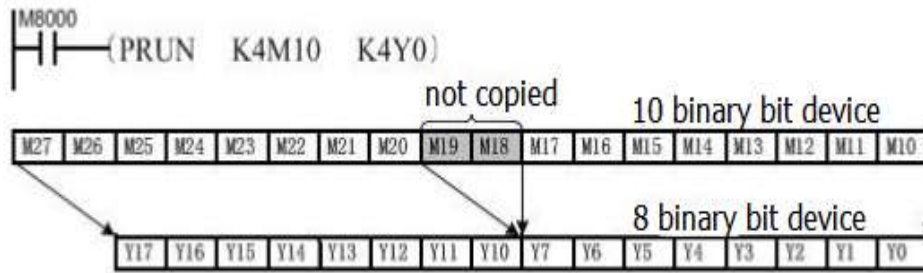 M8000
(PRUN K4M10 K4Y0)
not copied
10 binary bit device
M27 M26 M25 M24 M23 M22 M21 M20 M19 M18 M17 M16 M15 M14 M13 M12 M11 M10
8 binary bit device
Y17 Y16 Y15 Y14 Y13 Y12 Y11 Y10 Y7 Y6 Y5 Y4 Y3 Y2 Y1 Y0